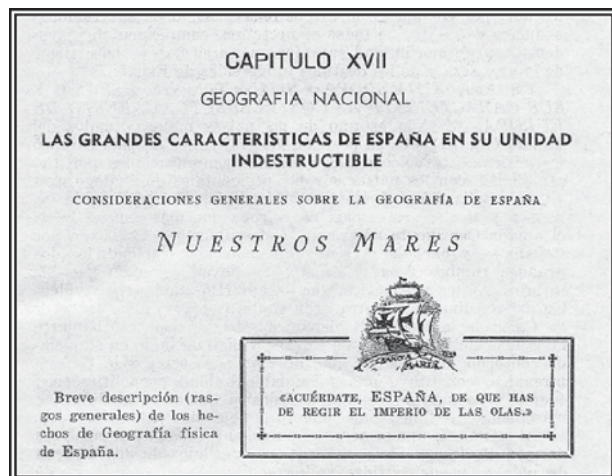 CAPITULO XVII
GEOGRAFIA NACIONAL
LAS GRANDES CARACTERISTICAS DE ESPAÑA EN SU UNIDAD
INDESTRUCTIBLE
CONSIDERACIONES GENERALES SOBRE LA GEOGRAFÍA DE ESPAÑA
NUESTROS MARES
SANTA MARIA
«ACUÉRDATE, ESPAÑA, DE QUE HAS
DE REGIR EL IMPERIO DE LAS OLAS.»
Breve descripción (ras-
gos generales) de los he-
chos de Geografía física
de España.